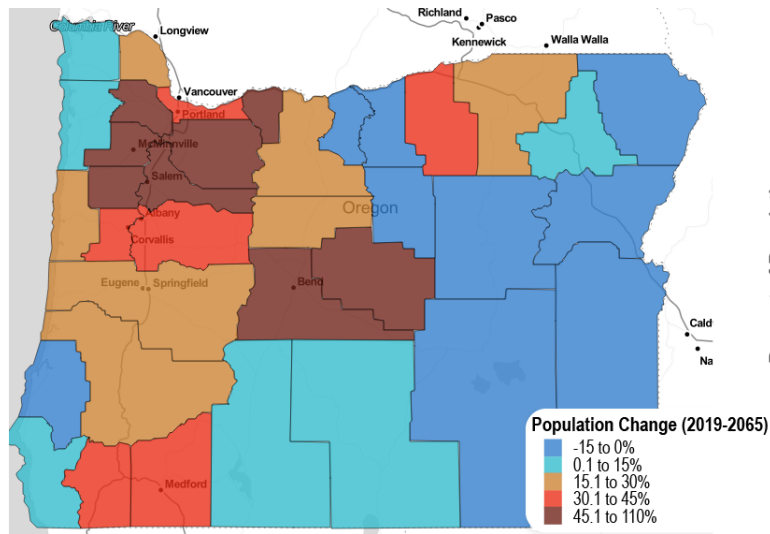 Columbia River
Longview
Richland
Pasco
Kennewick
Walla Walla
Vancouver
Portland
McMinnville
Salem
Albany
Corvallis
Oregon
Eugene
Springfield
Bend
Cald
Na
Medford
Population Change (2019-2065)
-15 to 0%
0.1 to 15%
15.1 to 30%
30.1 to 45%
45.1 to 110%